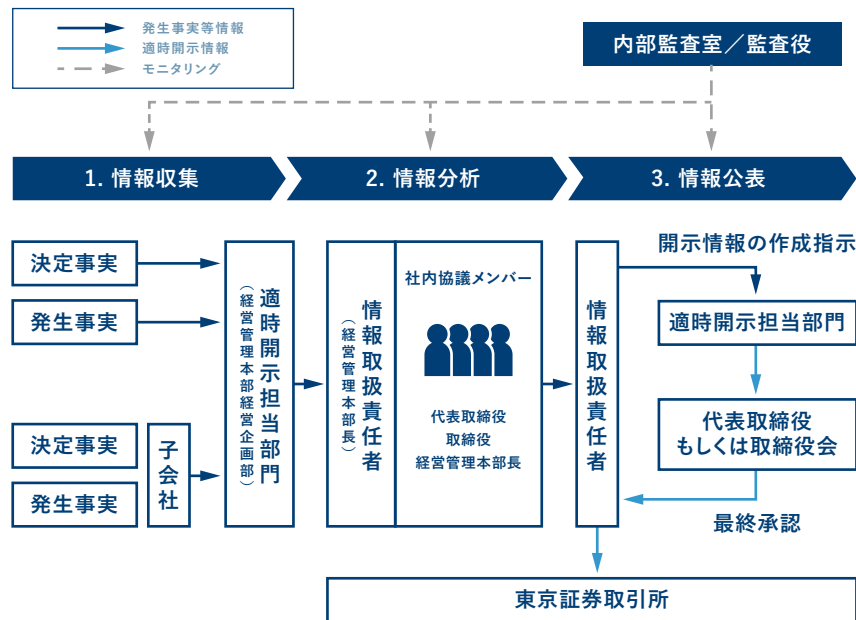 発生事実等情報
適時開示情報
モニタリング
内部監査室／監査役
1. 情報収集
2. 情報分析
3. 情報公表
決定事実
発生事実
決定事実
発生事実
子会社
適時開示担当部門
（経営管理本部経営企画部）
情報取扱責任者
（経営管理本部長）
社内協議メンバー
代表取締役
取締役
経営管理本部長
情報取扱責任者
開示情報の作成指示
適時開示担当部門
代表取締役
もしくは取締役会
最終承認
東京証券取引所